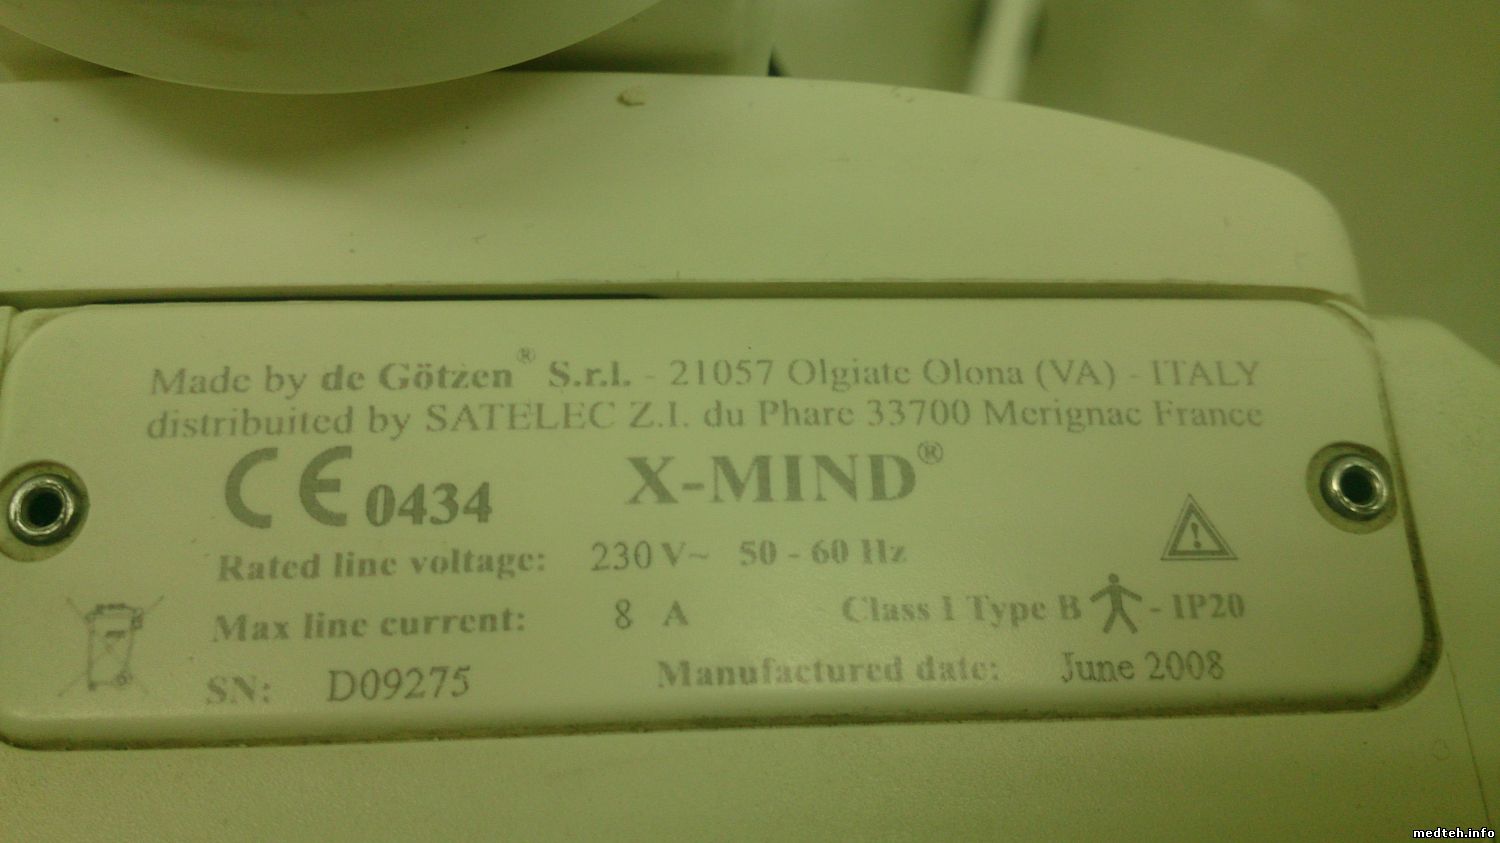 Made by de Götzen® S.r.l. - 21057 Olgiate Olona (VA) - ITALY
distribuited by SATELEC Z.I. du Phare 33700 Merignac France
CE 0434 X-MIND®
Rated line voltage: 230 V~ 50 - 60 Hz
Max line current: 8 A Class I Type B - IP20
SN: D09275 Manufactured date: June 2008
medteh.info